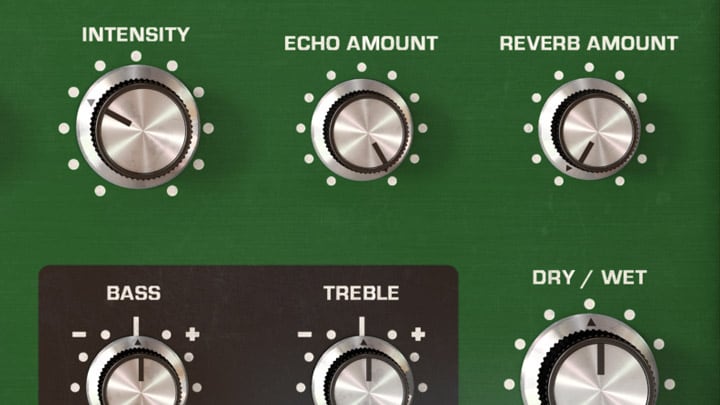 INTENSITY
ECHO AMOUNT
REVERB AMOUNT
BASS
TREBLE
DRY / WET
- +
- +